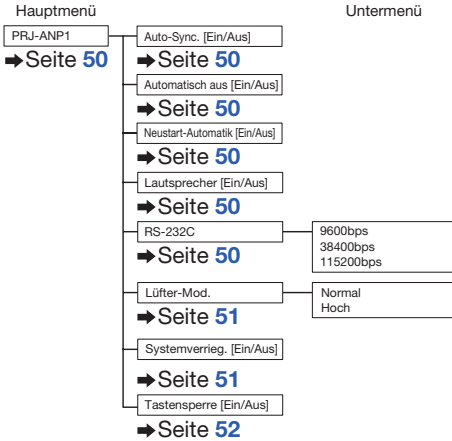 Hauptmenü
Untermenü
PRJ-ANP1
➡Seite 50
Auto-Sync. [Ein/Aus]
➡Seite 50
Automatisch aus [Ein/Aus]
➡Seite 50
Neustart-Automatik [Ein/Aus]
➡Seite 50
Lautsprecher [Ein/Aus]
➡Seite 50
RS-232C
➡Seite 50
9600bps
38400bps
115200bps
Lüfter-Mod.
➡Seite 51
Normal
Hoch
Systemverrieg. [Ein/Aus]
➡Seite 51
Tastensperre [Ein/Aus]
➡Seite 52